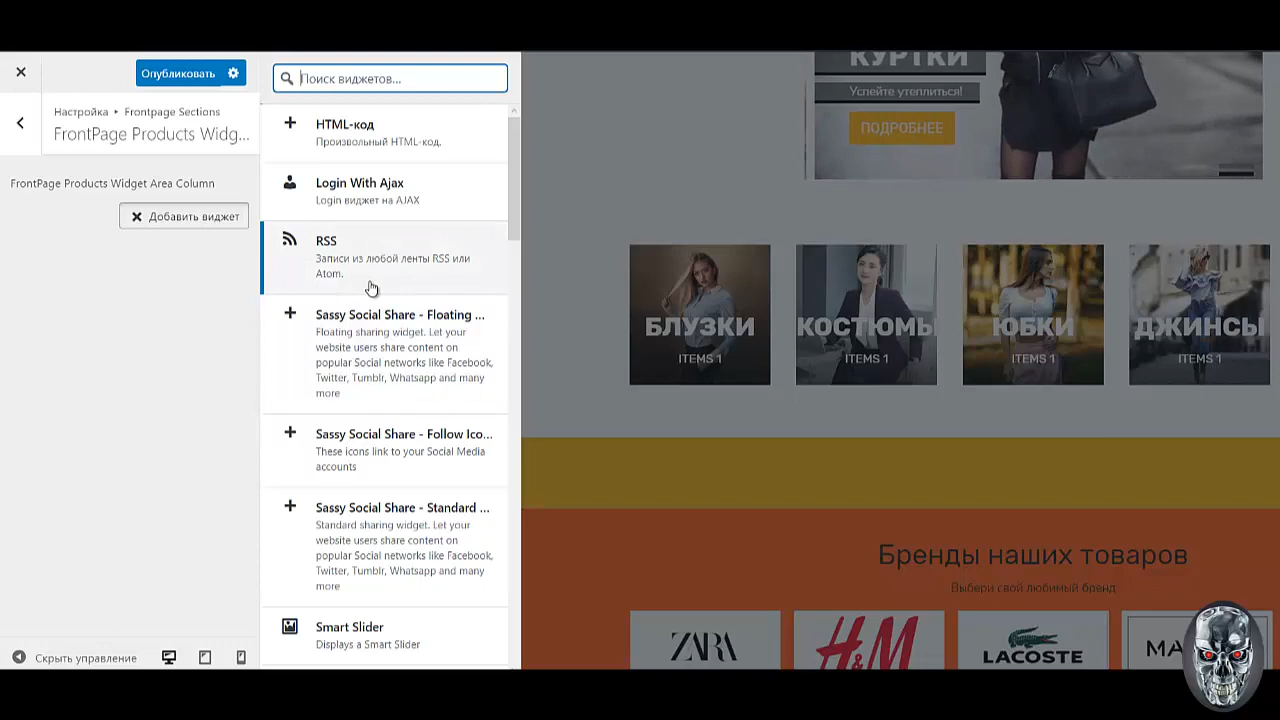 Опубликовать
Настройка ▸ Frontpage Sections
FrontPage Products Widg...
FrontPage Products Widget Area Column
Добавить виджет
Скрыть управление
Поиск виджетов...
HTML-код
Произвольный HTML-код.
Login With Ajax
Login виджет на AJAX
RSS
Записи из любой ленты RSS или
Atom.
Sassy Social Share - Floating ...
Floating sharing widget. Let your
website users share content on
popular Social networks like Facebook,
Twitter, Tumblr, Whatsapp and many
more
Sassy Social Share - Follow Ico...
These icons link to your Social Media
accounts
Sassy Social Share - Standard ...
Standard sharing widget. Let your
website users share content on
popular Social networks like Facebook,
Twitter, Tumblr, Whatsapp and many
more
Smart Slider
Displays a Smart Slider
КУРТКИ
Успейте утеплиться!
ПОДРОБНЕЕ
БЛУЗКИ
ITEMS 1
КОСТЮМЫ
ITEMS 1
ЮБКИ
ITEMS 1
ДЖИНСЫ
ITEMS 1
Бренды наших товаров
Выбери свой любимый бренд
ZARA
H&M
LACOSTE